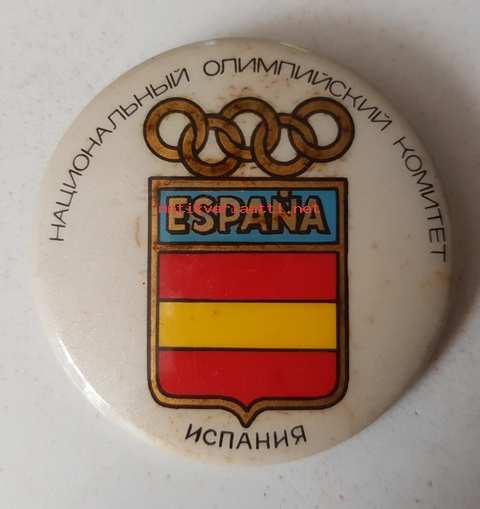 НАЦИОНАЛЬНЫЙ ОЛИМПИЙСКИЙ КОМИТЕТ
ESPAÑA
ИСПАНИЯ